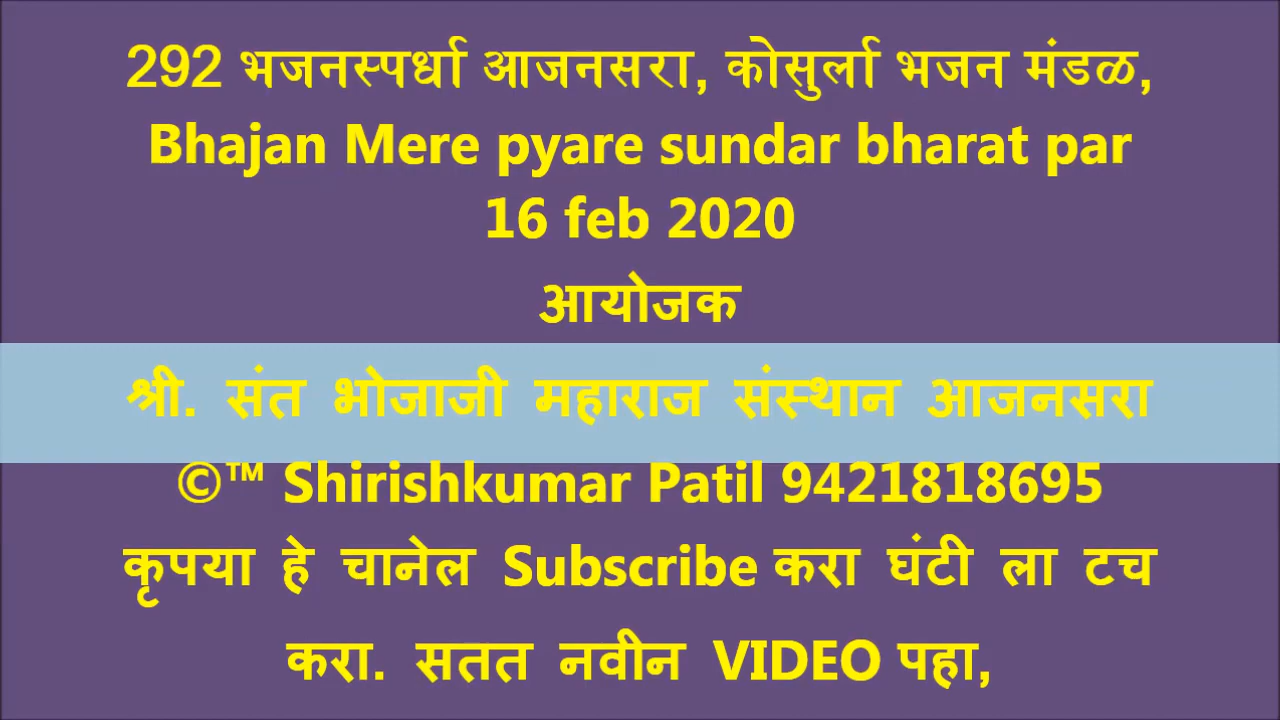 292 भजनस्पर्धा आजनसरा, कोसुर्ला भजन मंडळ,
Bhajan Mere pyare sundar bharat par
16 feb 2020
आयोजक
श्री. संत भोजाजी महाराज संस्थान आजनसरा
©™ Shirishkumar Patil 9421818695
कृपया हे चानेल Subscribe करा घंटी ला टच
करा. सतत नवीन VIDEO पहा,